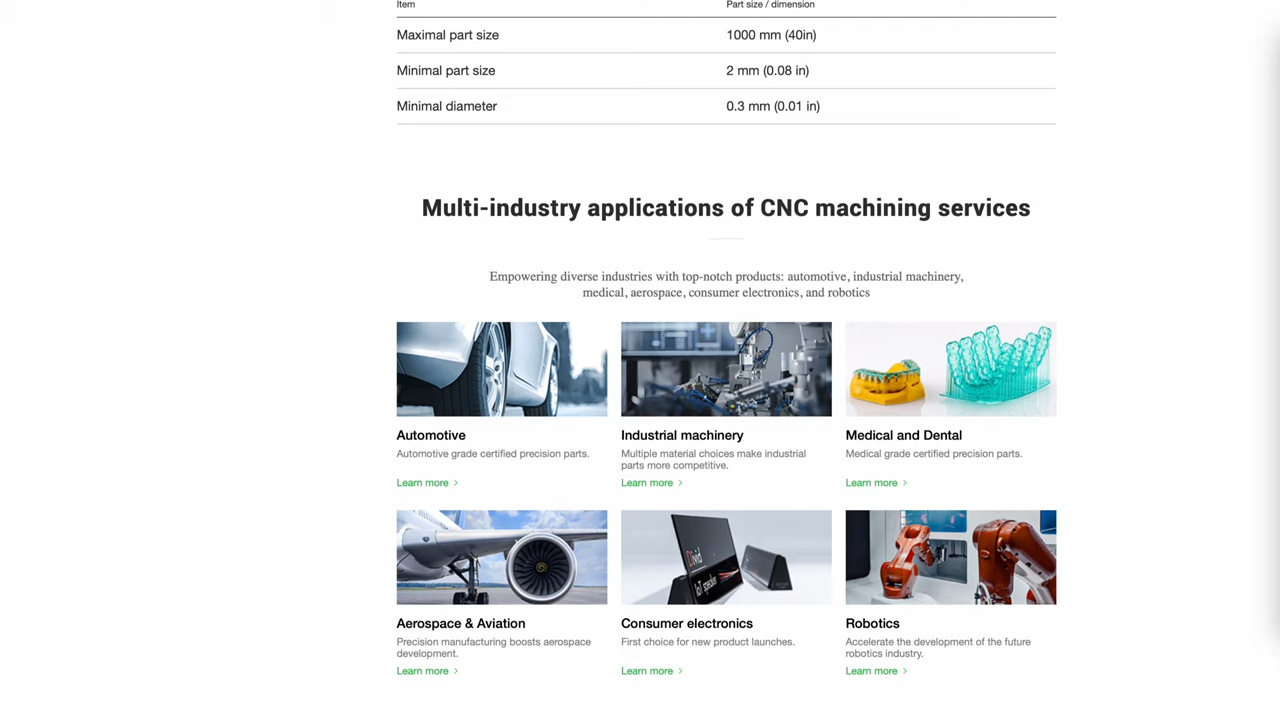 Item Part size / dimension
Maximal part size 1000 mm (40in)
Minimal part size 2 mm (0.08 in)
Minimal diameter 0.3 mm (0.01 in)
Multi-industry applications of CNC machining services
Empowering diverse industries with top-notch products: automotive, industrial machinery,
medical, aerospace, consumer electronics, and robotics
Automotive
Automotive grade certified precision parts.
Learn more >
Industrial machinery
Multiple material choices make industrial
parts more competitive.
Learn more >
Medical and Dental
Medical grade certified precision parts.
Learn more >
Aerospace & Aviation
Precision manufacturing boosts aerospace
development.
Learn more >
IoT speaker
Consumer electronics
First choice for new product launches.
Learn more >
Robotics
Accelerate the development of the future
robotics industry.
Learn more >